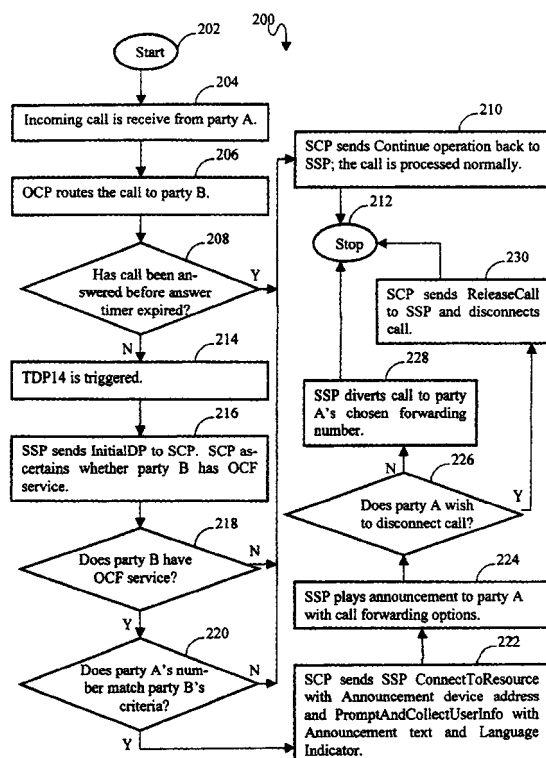 202
Start
200
204
Incoming call is receive from party A.
206
OCP routes the call to party B.
208
Has call been an-
swered before answer
timer expired?
Y
N
214
TDP14 is triggered.
216
SSP sends InitialDP to SCP. SCP as-
certains whether party B has OCF
service.
218
Does party B have
OCF service?
N
Y
220
Does party A's num-
ber match party B's
criteria?
N
Y
210
SCP sends Continue operation back to
SSP; the call is processed normally.
212
Stop
230
SCP sends ReleaseCall
to SSP and disconnects
call.
228
SSP diverts call to party
A's chosen forwarding
number.
N
226
Does party A wish
to disconnect call?
Y
224
SSP plays announcement to party A
with call forwarding options.
222
SCP sends SSP ConnectToResource
with Announcement device address
and PromptAndCollectUserInfo with
Announcement text and Language
Indicator.